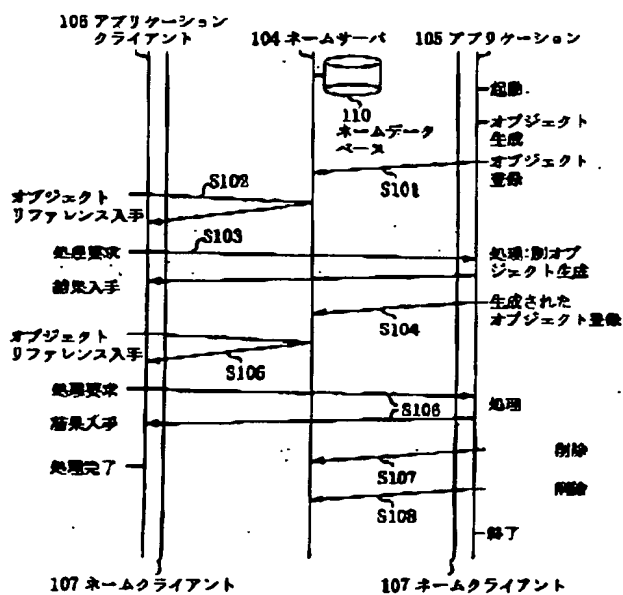 106 アプリケーション
クライアント
104 ネームサーバ
105 アプリケーション
110
ネームデータ
ベース
起動
オブジェクト
生成
オブジェクト
登録
S101
S102
オブジェクト
リファレンス入手
S103
処理要求
処理:別オブ
ジェクト生成
結果入手
生成された
オブジェクト登録
S104
オブジェクト
リファレンス入手
S105
処理要求
S106
処理
結果入手
削除
S107
処理完了
削除
S108
終了
107 ネームクライアント
107 ネームクライアント